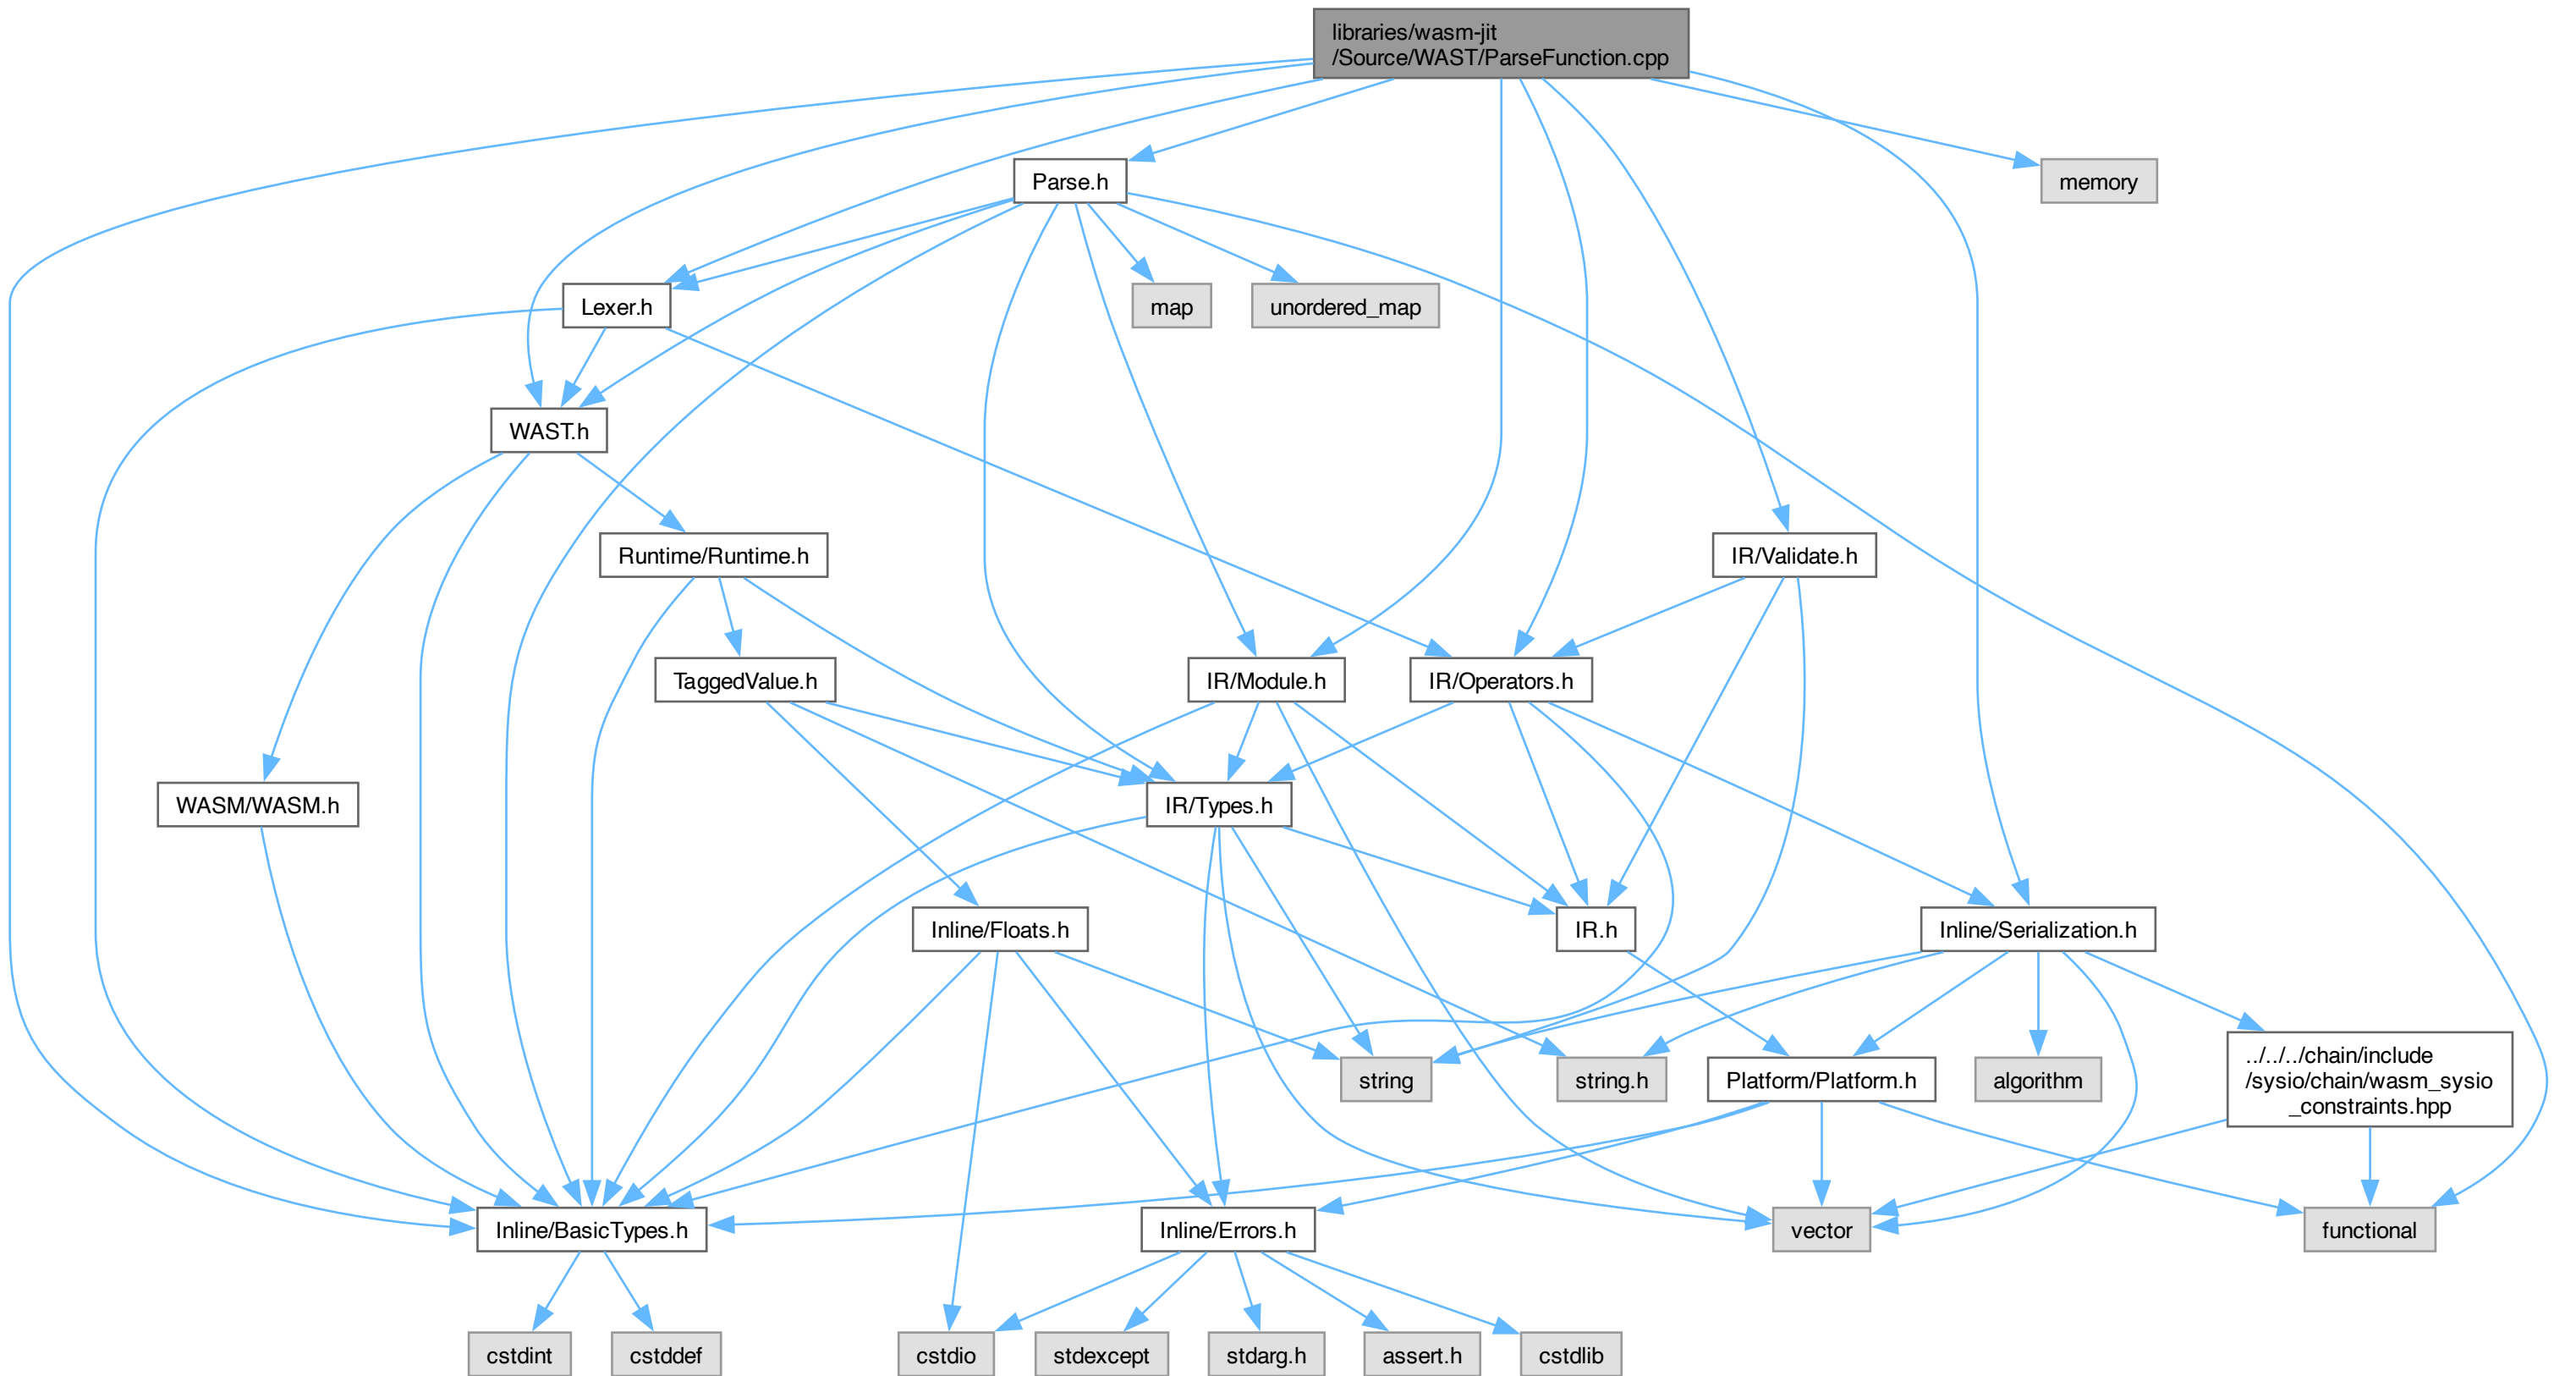 libraries/wasm-jit
/Source/WAST/ParseFunction.cpp
Parse.h
memory
Lexer.h
map
unordered_map
WAST.h
Runtime/Runtime.h
IR/Validate.h
TaggedValue.h
IR/Module.h
IR/Operators.h
WASM/WASM.h
IR/Types.h
Inline/Floats.h
IR.h
Inline/Serialization.h
string
string.h
Platform/Platform.h
algorithm
../../../chain/include
/sysio/chain/wasm_sysio
_constraints.hpp
Inline/BasicTypes.h
Inline/Errors.h
vector
functional
cstdint
cstddef
cstdio
stdexcept
stdarg.h
assert.h
cstdlib